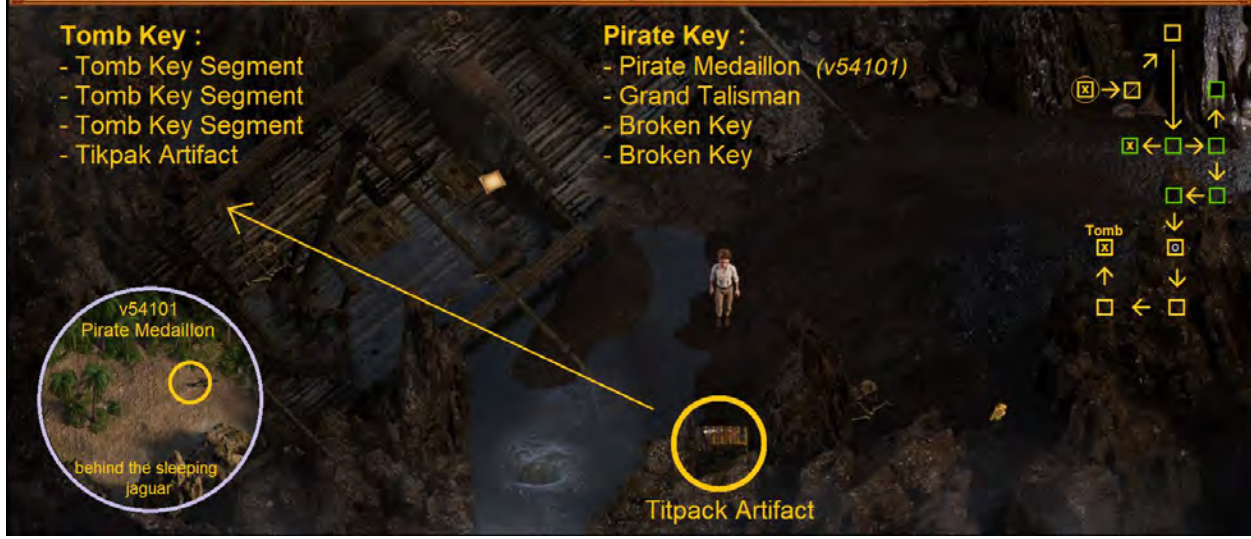 Tomb Key :
- Tomb Key Segment
- Tomb Key Segment
- Tomb Key Segment
- Tikpak Artifact
Pirate Key :
- Pirate Medaillon (v54101)
- Grand Talisman
- Broken Key
- Broken Key
x
x
Tomb
x
o
v54101
Pirate Medaillon
behind the sleeping
jaguar
Titpack Artifact